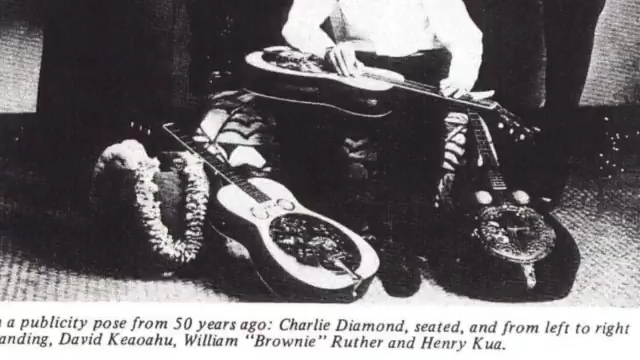 a publicity pose from 50 years ago: Charlie Diamond, seated, and from left to right
anding, David Keaoahu, William "Brownie" Ruther and Henry Kua.